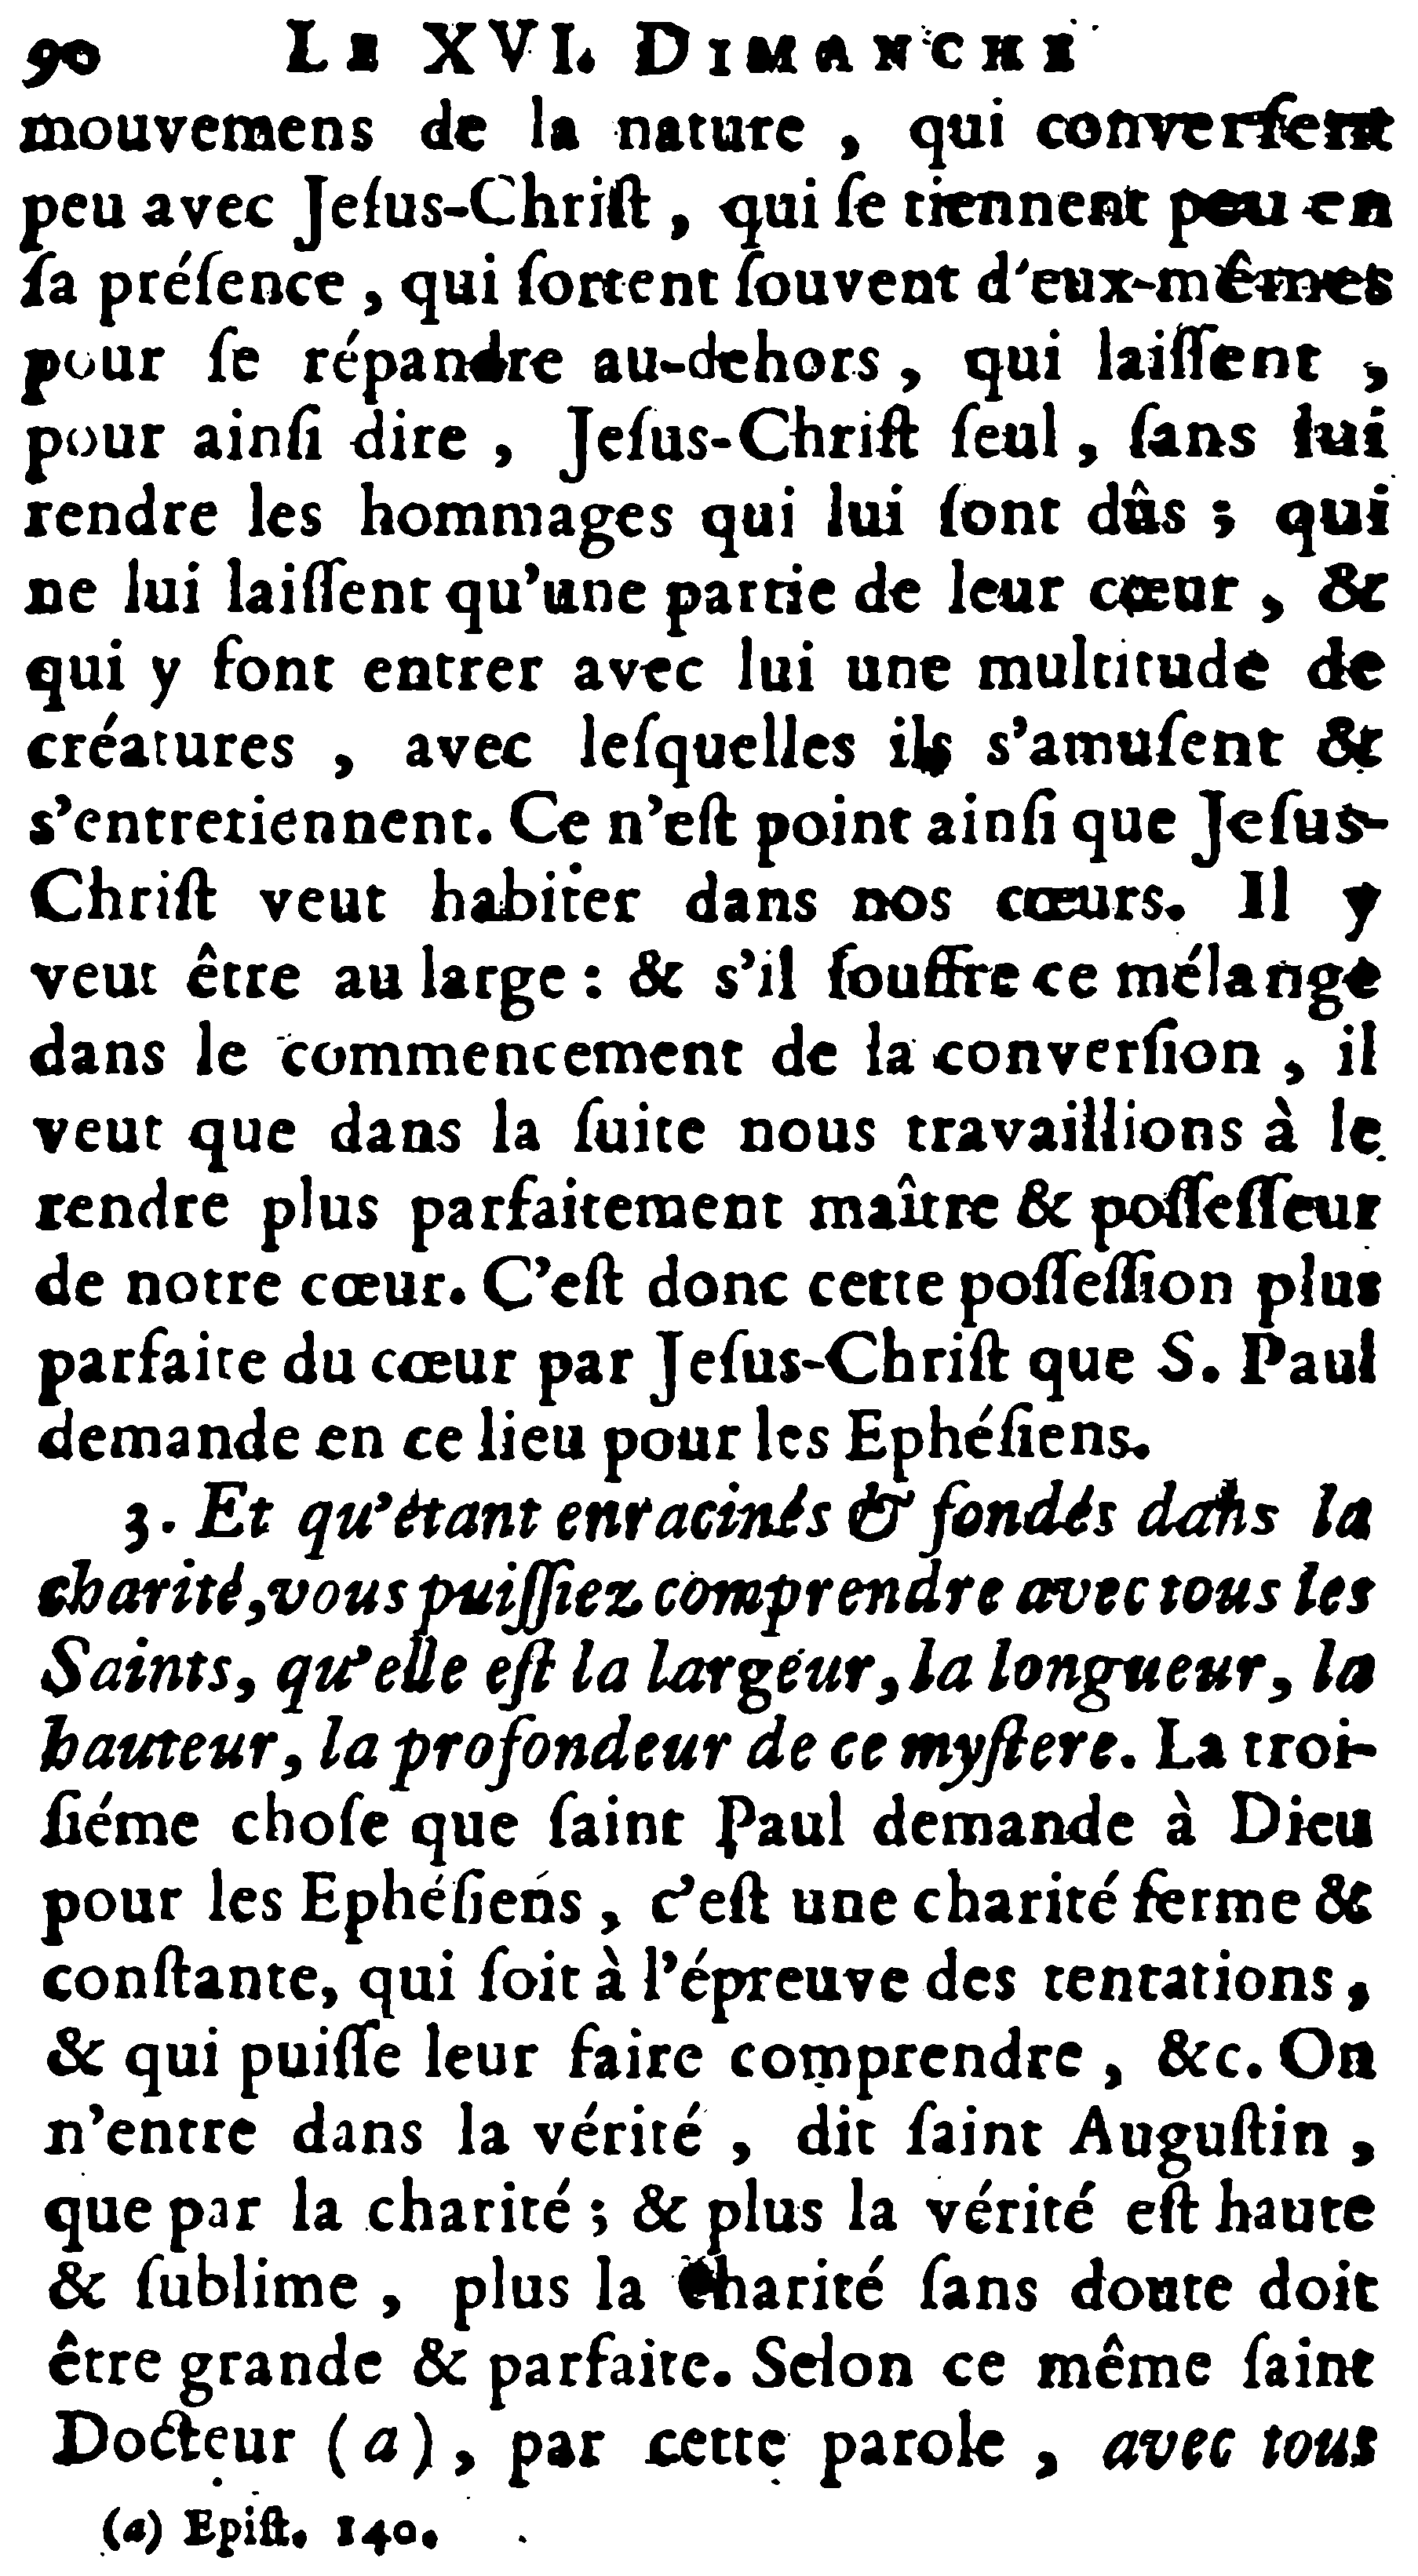 90 LE XVI. DIMANCHE
mouvemens de la nature , qui converſent
peu avec Jeſus-Chriſt , qui ſe tiennent peu en
ſa préſence , qui ſortent ſouvent d'eux-mêmes
pour ſe répandre au-dehors , qui laiſſent ,
pour ainſi dire , Jeſus-Chriſt ſeul , ſans lui
rendre les hommages qui lui ſont dûs ; qui
ne lui laiſſent qu'une partie de leur cœur , &
qui y font entrer avec lui une multitude de
créatures , avec leſquelles ils s'amuſent &
s'entretiennent. Ce n'eſt point ainſi que Jeſus-
Chriſt veut habiter dans nos cœurs. Il y
veut être au large : & s'il ſouffre ce mélange
dans le commencement de la converſion , il
veut que dans la ſuite nous travaillions à le
rendre plus parfaitement maître & poſſeſſeur
de notre cœur. C'eſt donc cette poſſeſſion plus
parfaite du cœur par Jeſus-Chriſt que S. Paul
demande en ce lieu pour les Ephéſiens.
3. Et qu'étant enracinés & fondés dans la
charité, vous puiſſiez comprendre avec tous les
Saints, qu'elle eſt la largeur, la longueur, la
hauteur, la profondeur de ce myſtere. La troi-
ſiéme choſe que ſaint Paul demande à Dieu
pour les Ephéſiens , c'eſt une charité ferme &
conſtante, qui ſoit à l'épreuve des tentations ,
& qui puiſſe leur faire comprendre , &c. On
n'entre dans la vérité , dit ſaint Auguſtin ,
que par la charité ; & plus la vérité eſt haute
& ſublime , plus la charité ſans doute doit
être grande & parfaite. Selon ce même ſaint
Docteur (a) , par cette parole , avec tous
(a) Epiſt. 140.